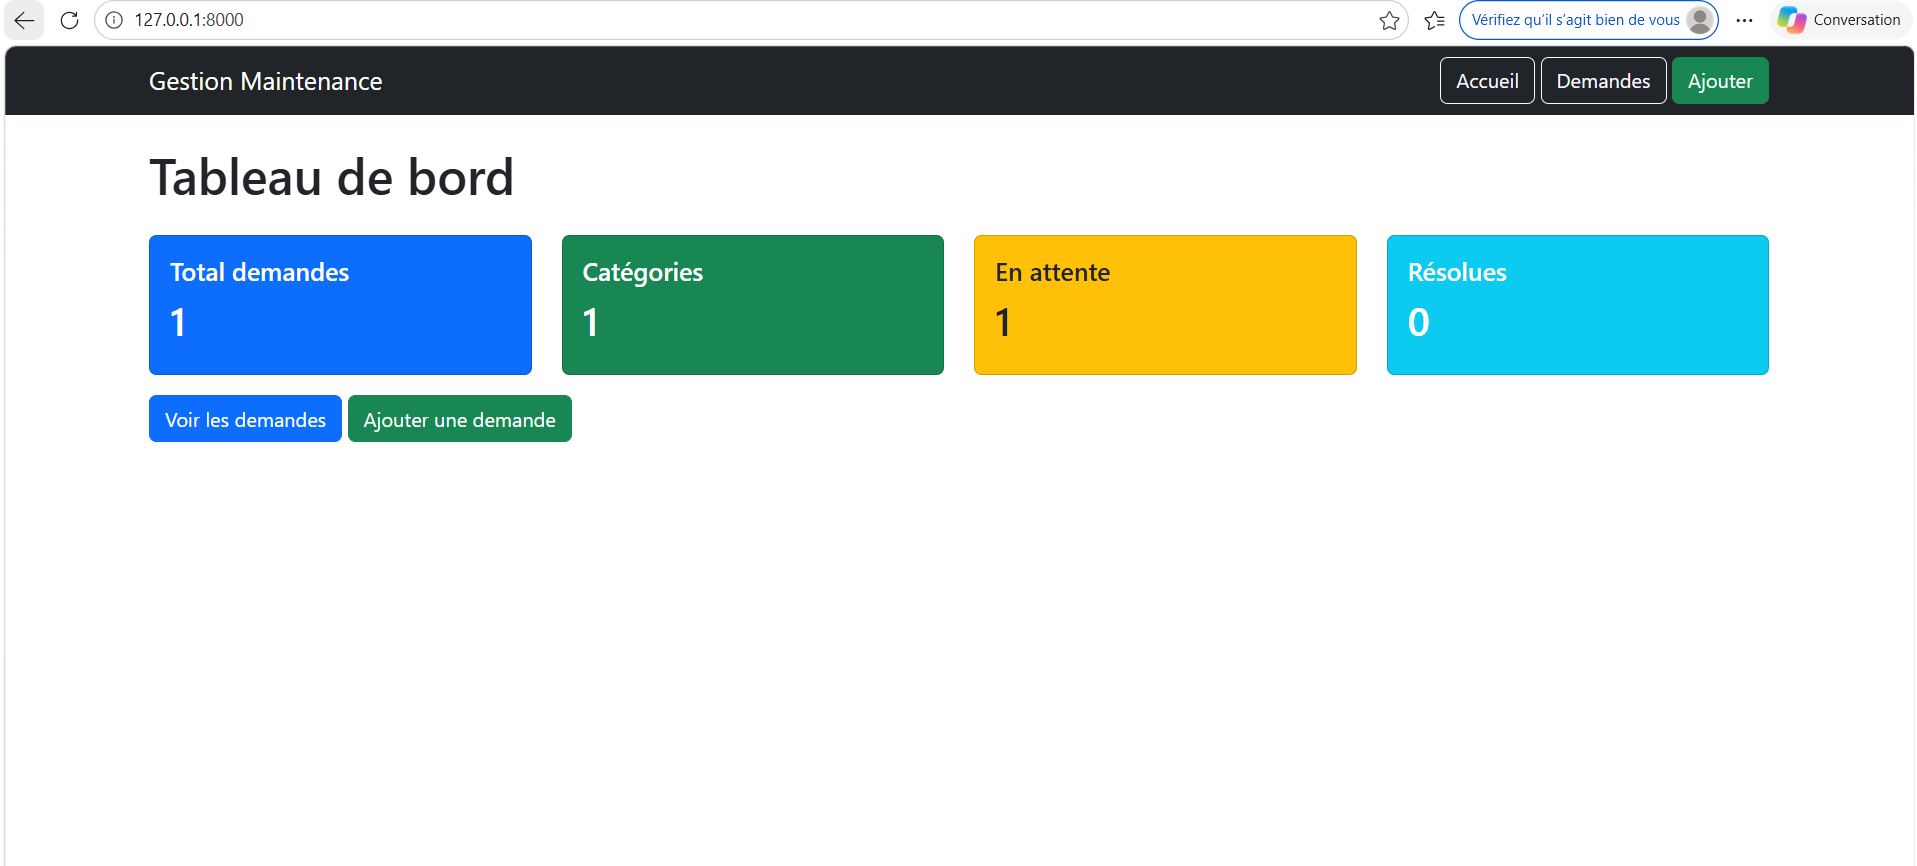 127.0.0.1:8000
Vérifiez qu'il s'agit bien de vous
Conversation
Gestion Maintenance
Accueil
Demandes
Ajouter
Tableau de bord
Total demandes
1
Catégories
1
En attente
1
Résolues
0
Voir les demandes
Ajouter une demande